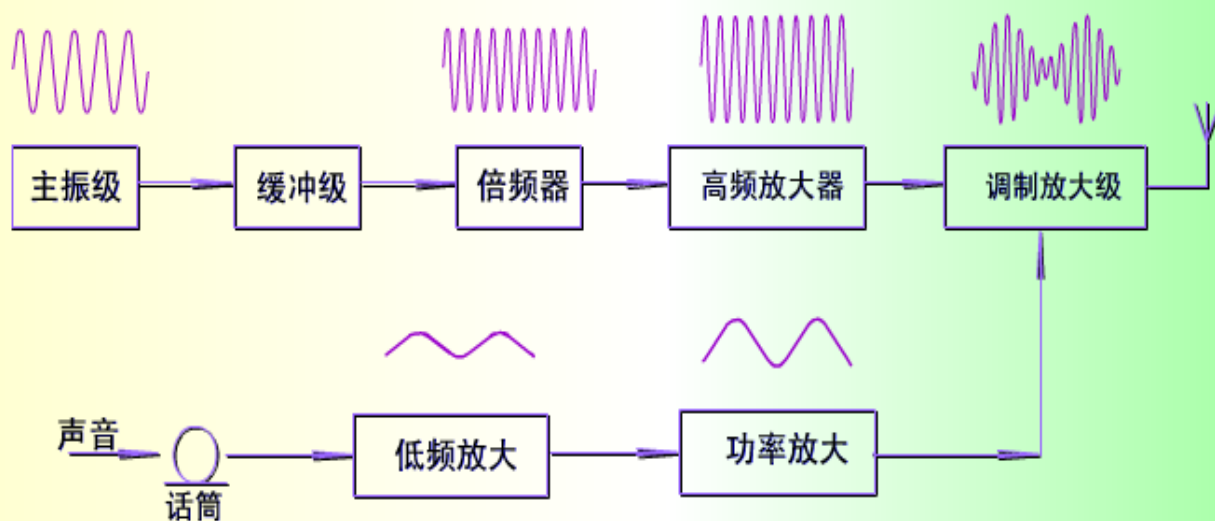 主振级
缓冲级
倍频器
高频放大器
调制放大级
声音
话筒
低频放大
功率放大